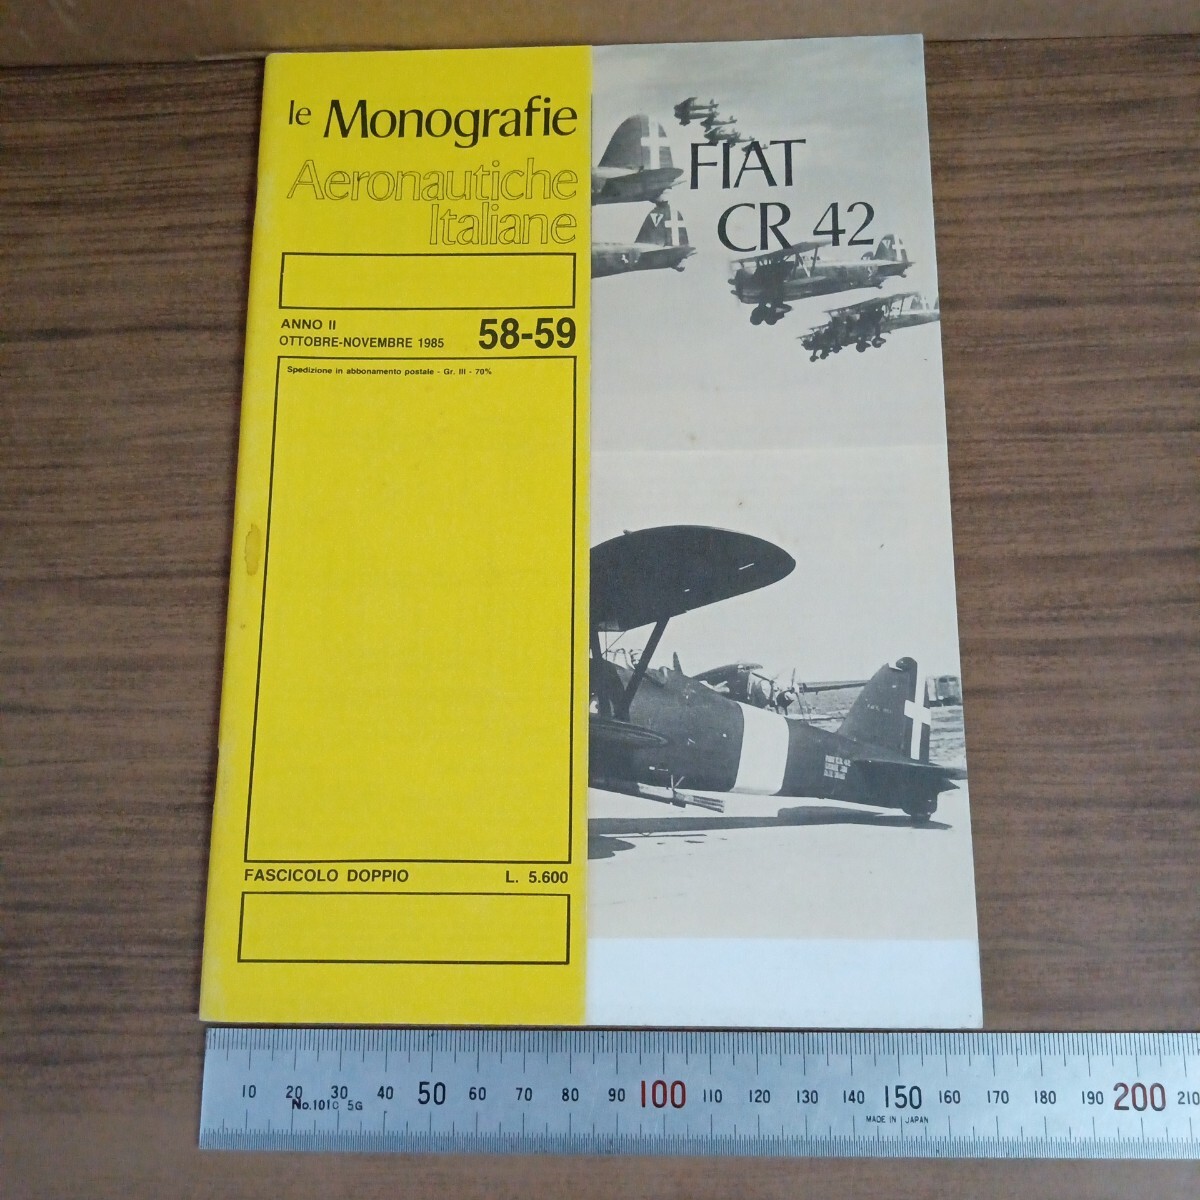 le Monografie
Aeronautiche
Italiane
ANNO II
OTTOBRE-NOVEMBRE 1985
58-59
Spedizione in abbonamento postale - Gr. III - 70%
FASCICOLO DOPPIO
L. 5.600
FIAT
CR 42
10 20 30 40 50 60 70 80 90 100 110 120 130 140 150 160 170 180 190 200 210
No.101
5G
MADE IN JAPAN